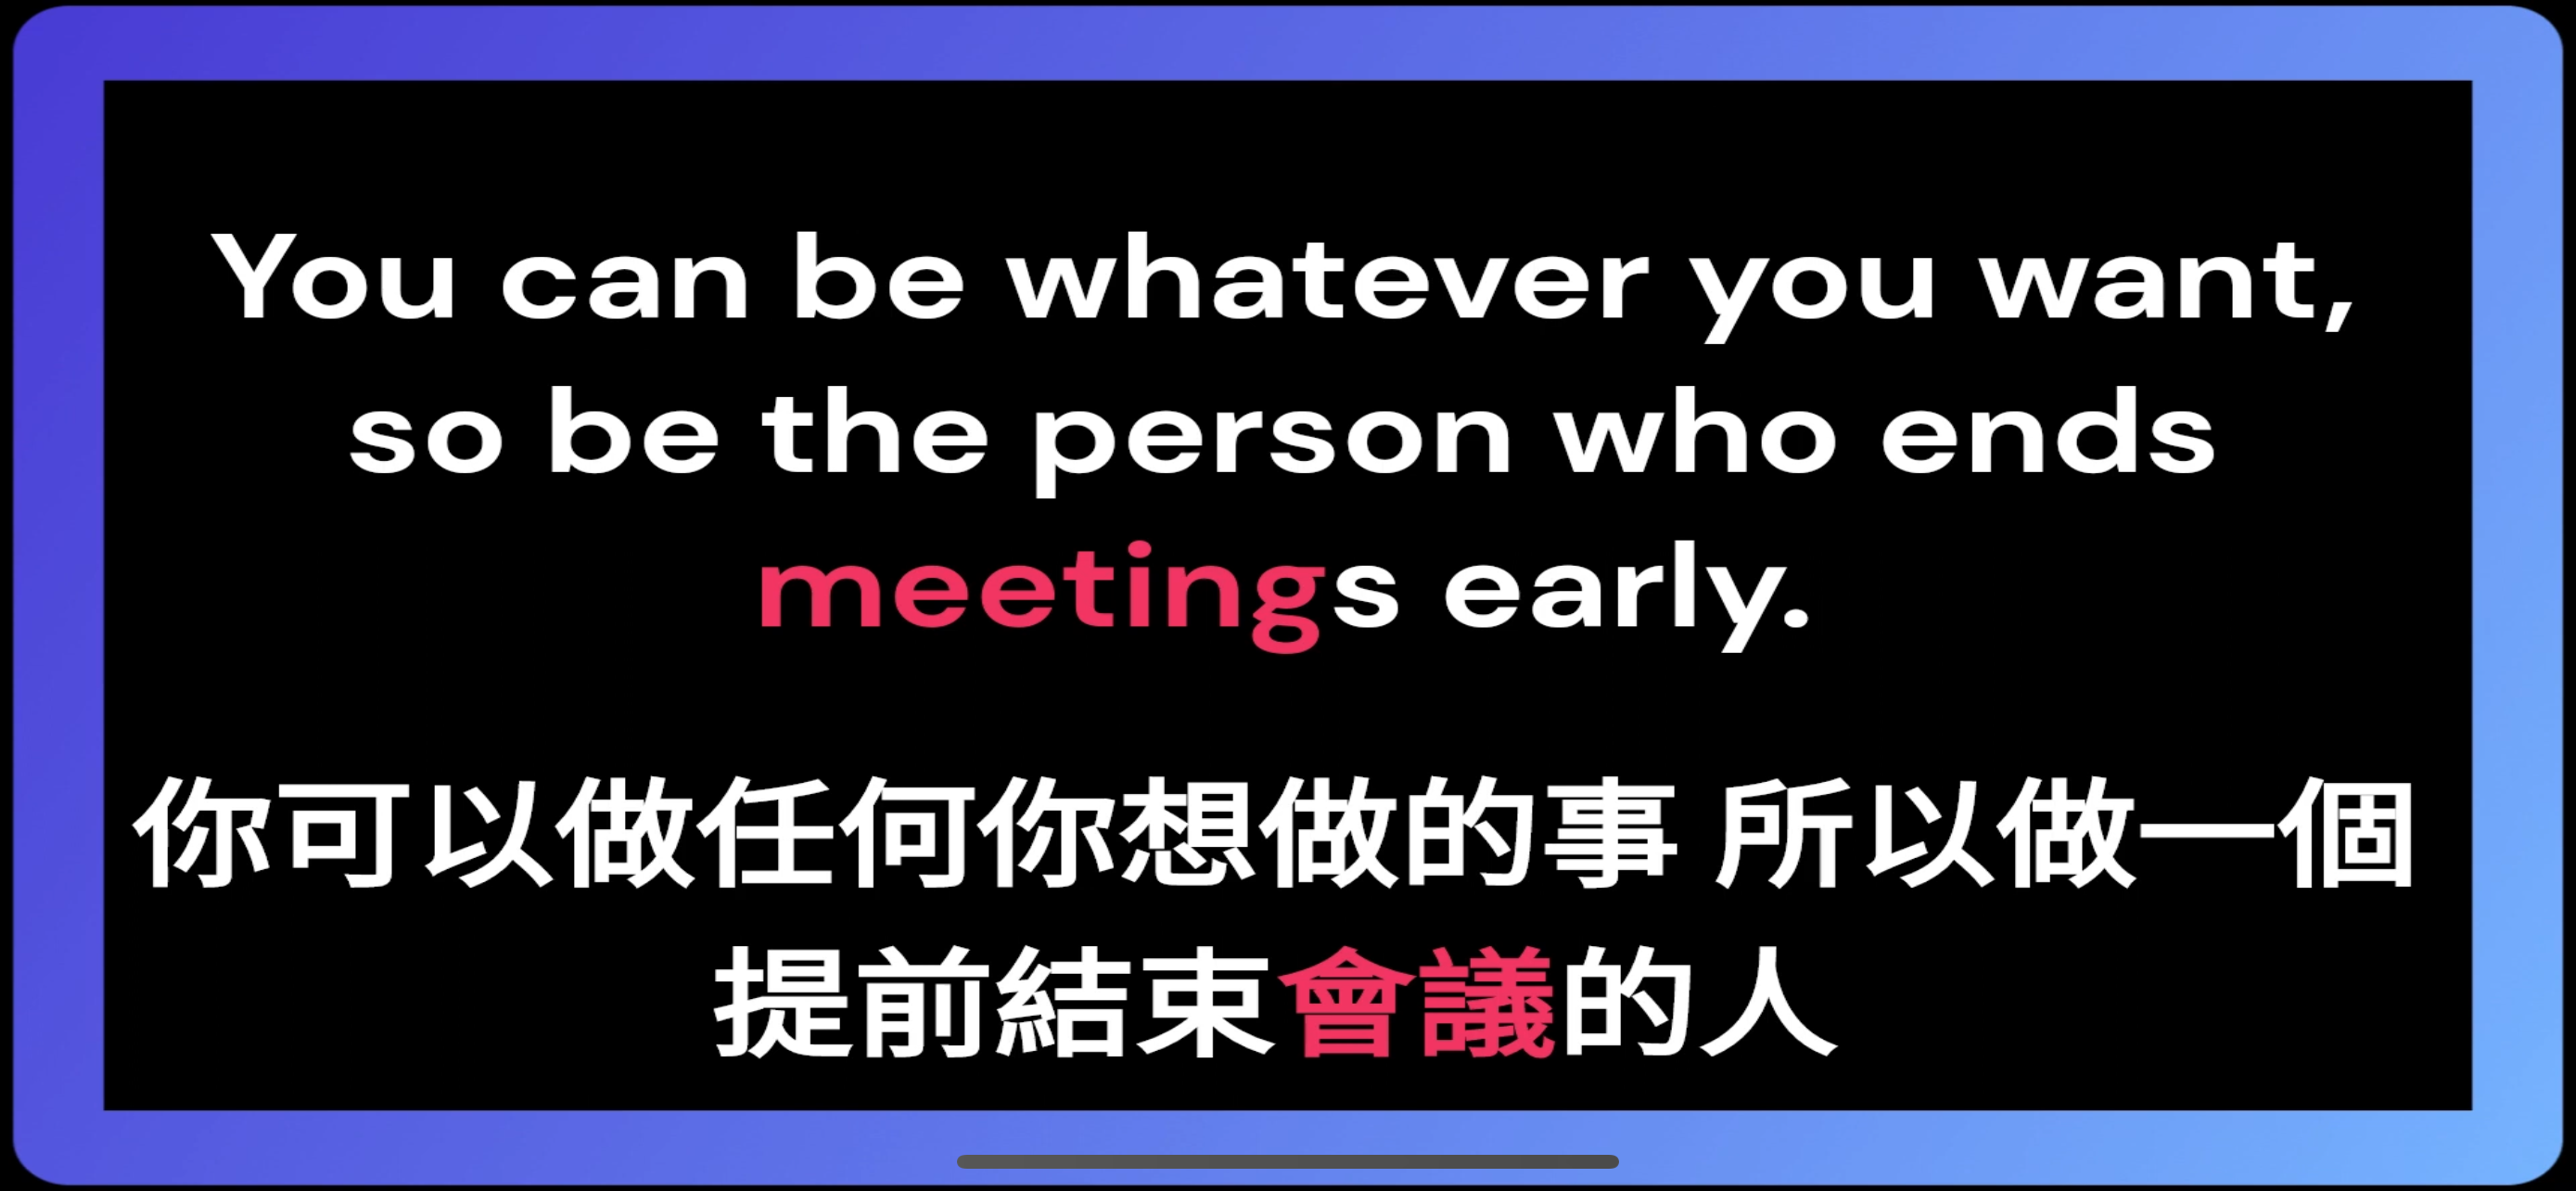 You can be whatever you want,
so be the person who ends
meetings early.
你可以做任何你想做的事 所以做一個
提前結束會議的人